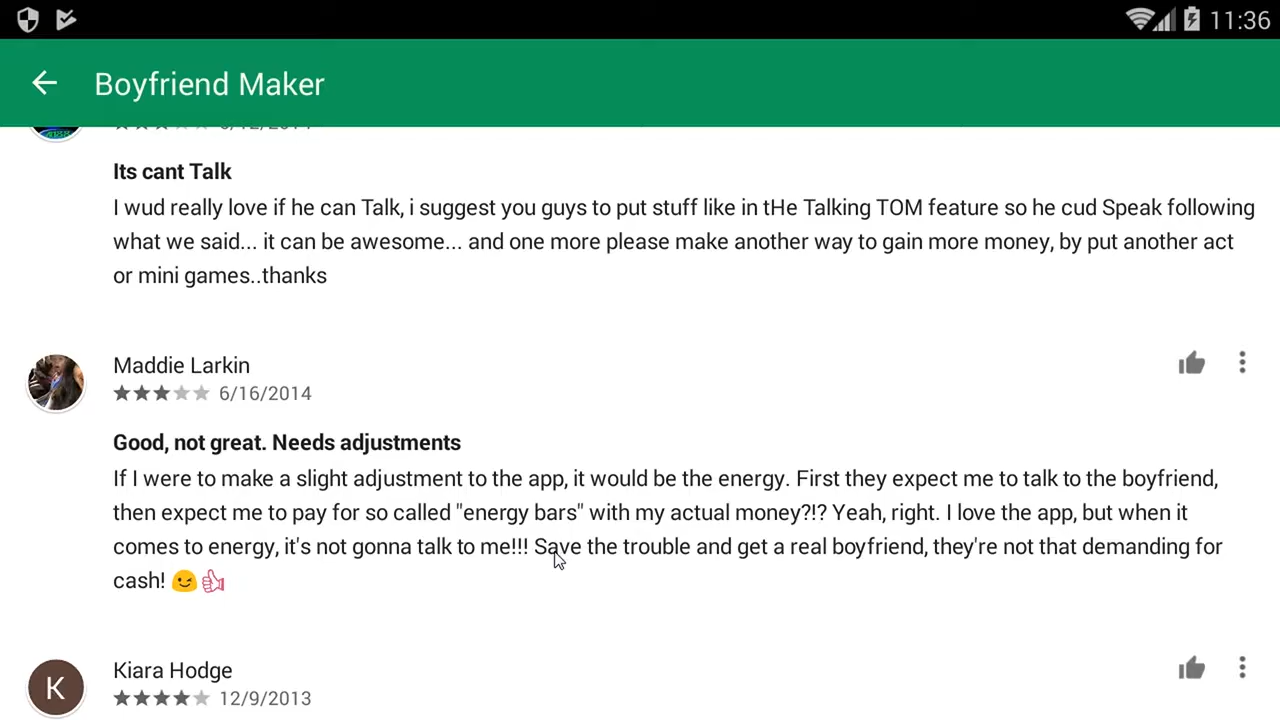 11:36
Boyfriend Maker
Its cant Talk
I wud really love if he can Talk, i suggest you guys to put stuff like in tHe Talking TOM feature so he cud Speak following
what we said... it can be awesome... and one more please make another way to gain more money, by put another act
or mini games..thanks
Maddie Larkin
6/16/2014
Good, not great. Needs adjustments
If I were to make a slight adjustment to the app, it would be the energy. First they expect me to talk to the boyfriend,
then expect me to pay for so called "energy bars" with my actual money?!? Yeah, right. I love the app, but when it
comes to energy, it's not gonna talk to me!!! Save the trouble and get a real boyfriend, they're not that demanding for
cash! 😉👍
K
Kiara Hodge
12/9/2013